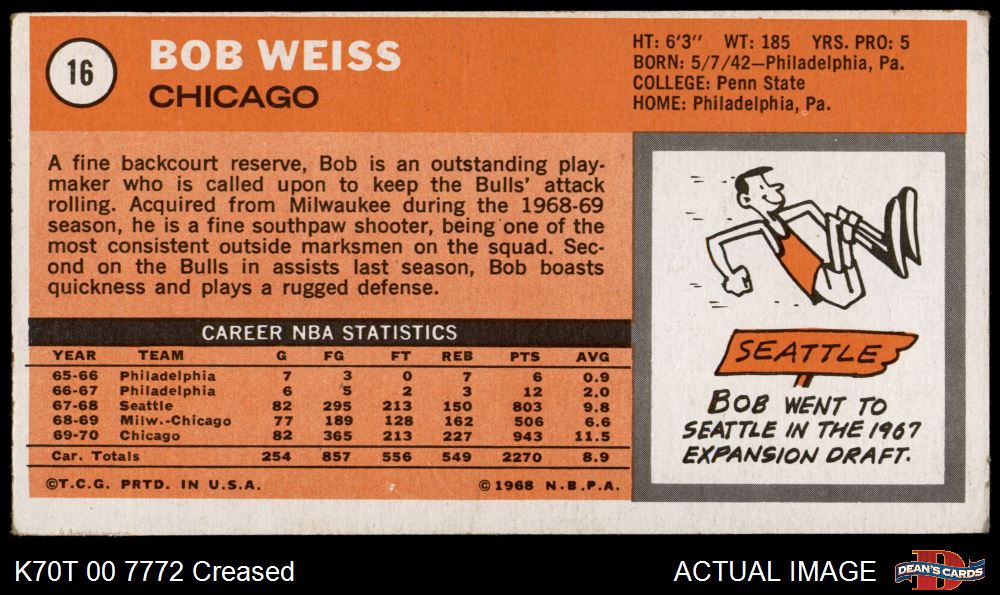 16
BOB WEISS
CHICAGO
HT: 6'3" WT: 185 YRS. PRO: 5
BORN: 5/7/42—Philadelphia, Pa.
COLLEGE: Penn State
HOME: Philadelphia, Pa.
A fine backcourt reserve, Bob is an outstanding play-
maker who is called upon to keep the Bulls' attack
rolling. Acquired from Milwaukee during the 1968-69
season, he is a fine southpaw shooter, being one of the
most consistent outside marksmen on the squad. Sec-
ond on the Bulls in assists last season, Bob boasts
quickness and plays a rugged defense.
CAREER NBA STATISTICS
YEAR TEAM G FG FT REB PTS AVG
65-66 Philadelphia 7 3 0 7 6 0.9
66-67 Philadelphia 6 5 2 3 12 2.0
67-68 Seattle 82 295 213 150 803 9.8
68-69 Milw.-Chicago 77 189 128 162 506 6.6
69-70 Chicago 82 365 213 227 943 11.5
Car. Totals 254 857 556 549 2270 8.9
©T.C.G. PRTD. IN U.S.A. ©1968 N.B.P.A.
SEATTLE
BOB WENT TO
SEATTLE IN THE 1967
EXPANSION DRAFT.
K70T 00 7772 Creased
ACTUAL IMAGE
DEAN'S CARDS